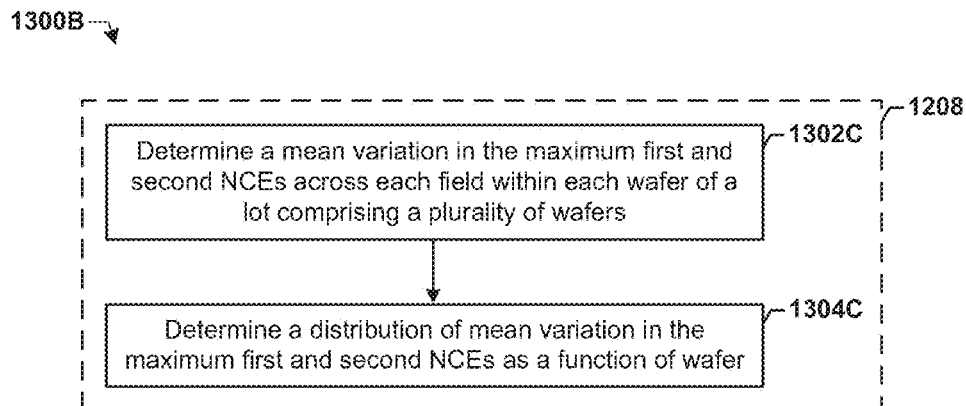 1300B
1208
1302C
Determine a mean variation in the maximum first and
second NCEs across each field within each wafer of a
lot comprising a plurality of wafers
1304C
Determine a distribution of mean variation in the
maximum first and second NCEs as a function of wafer